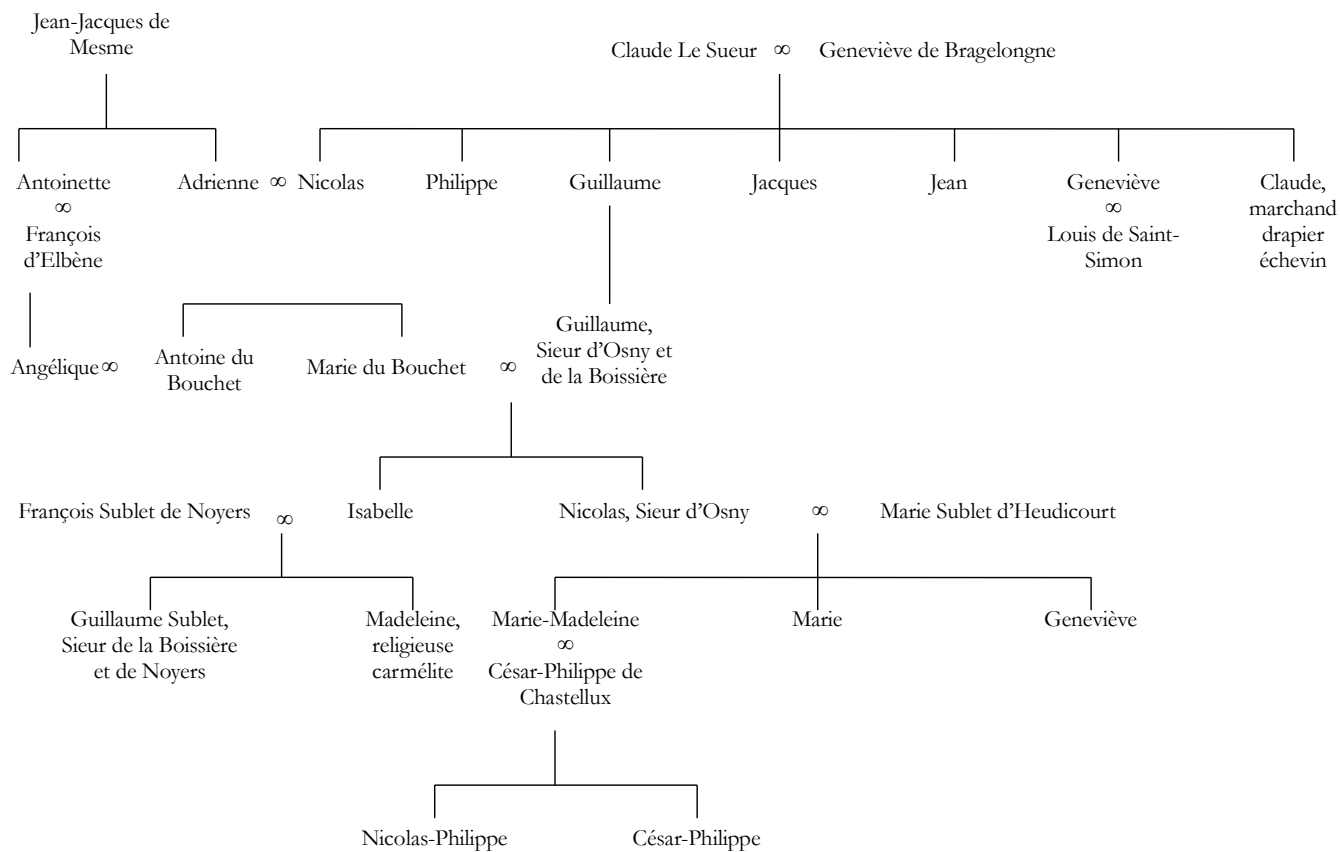 Jean-Jacques de
Mesme
Claude Le Sueur ∞ Geneviève de Bragelongne
Antoinette
∞
François
d’Elbène
Adrienne ∞ Nicolas
Philippe
Guillaume
Jacques
Jean
Geneviève
∞
Louis de Saint-
Simon
Claude,
marchand
drapier
échevin
Angélique ∞
Antoine du
Bouchet
Marie du Bouchet ∞
Guillaume,
Sieur d’Osny et
de la Boissière
François Sublet de Noyers ∞ Isabelle
Nicolas, Sieur d’Osny ∞ Marie Sublet d’Heudicourt
Guillaume Sublet,
Sieur de la Boissière
et de Noyers
Madeleine,
religieuse
carmélite
Marie-Madeleine
∞
César-Philippe de
Chastellux
Marie
Geneviève
Nicolas-Philippe
César-Philippe